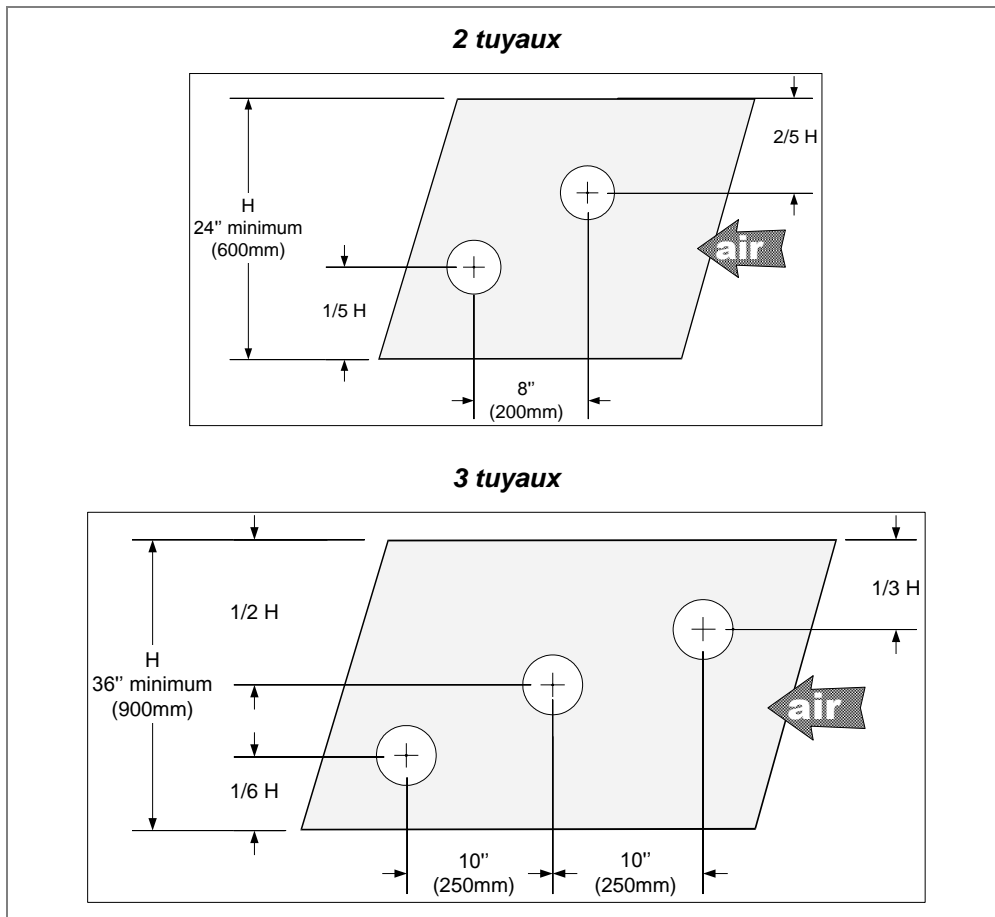 2 tuyaux
2/5 H
H
24" minimum
(600mm)
air
1/5 H
8"
(200mm)
3 tuyaux
1/2 H
1/3 H
H
36" minimum
(900mm)
air
1/6 H
10"
(250mm)
10"
(250mm)